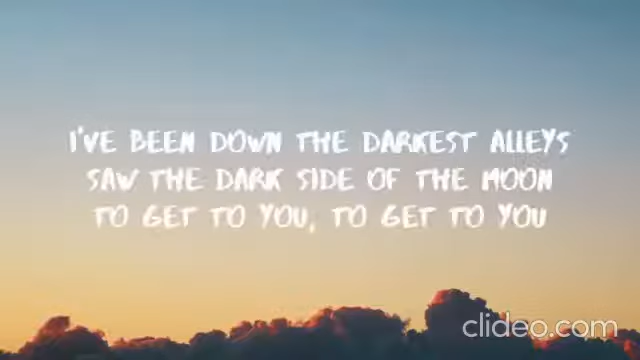 I'VE BEEN DOWN THE DARKEST ALLEYS
SAW THE DARK SIDE OF THE MOON
TO GET TO YOU, TO GET TO YOU
clideo.com